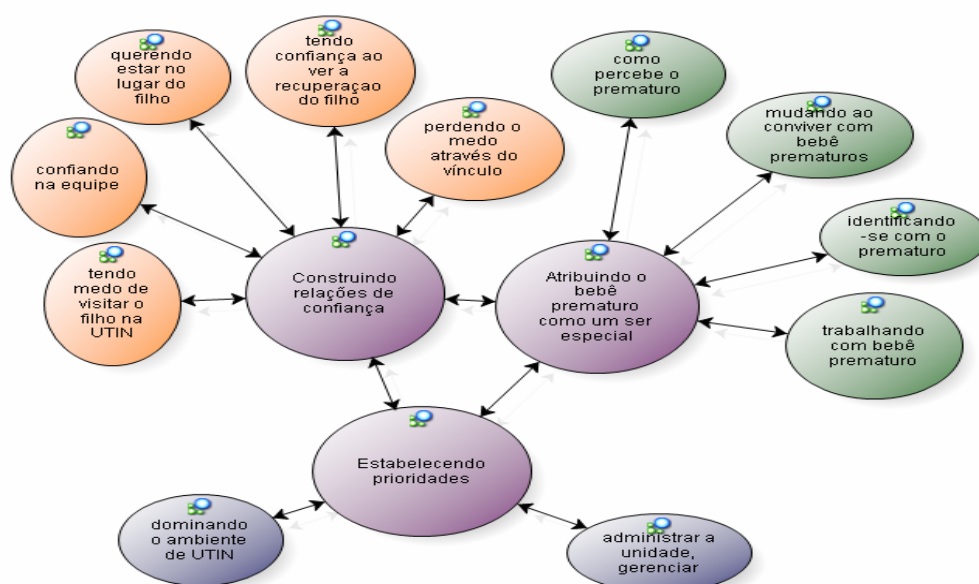 querendo
estar no
lugar do
filho
tendo
confiança ao
ver a
recuperaçao
do filho
perdendo o
medo
através do
vínculo
confiando
na equipe
tendo
medo de
visitar o
filho na
UTIN
Construindo
relações de
confiança
como
percebe o
prematuro
mudando ao
conviver com
bebê
prematuros
identificando
-se com o
prematuro
trabalhando
com bebê
prematuro
Atribuindo o
bebê
prematuro
como um ser
especial
Estabelecendo
prioridades
dominando
o ambiente
de UTIN
administrar a
unidade,
gerenciar